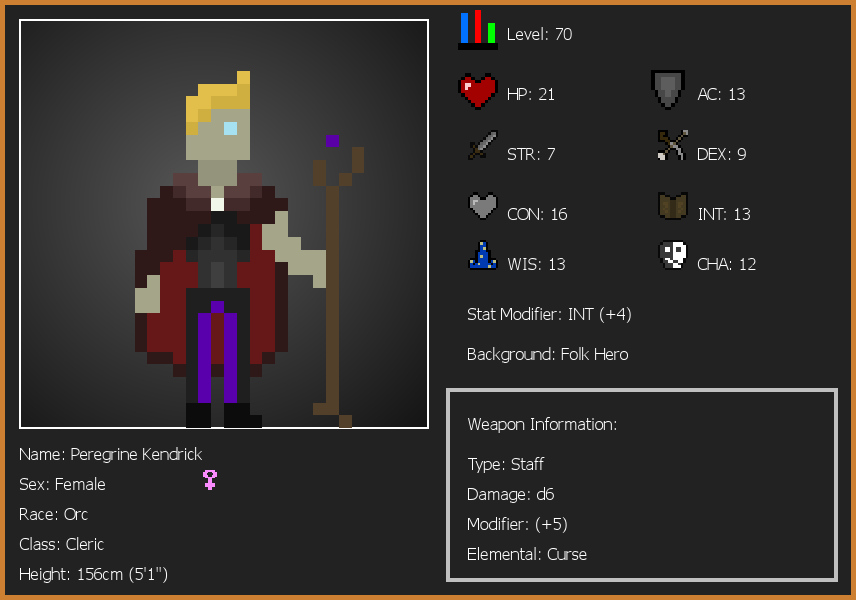 Level: 70
HP: 21
AC: 13
STR: 7
DEX: 9
CON: 16
INT: 13
WIS: 13
CHA: 12
Stat Modifier: INT (+4)
Background: Folk Hero
Weapon Information:
Type: Staff
Damage: d6
Modifier: (+5)
Elemental: Curse
Name: Peregrine Kendrick
Sex: Female
Race: Orc
Class: Cleric
Height: 156cm (5'1")